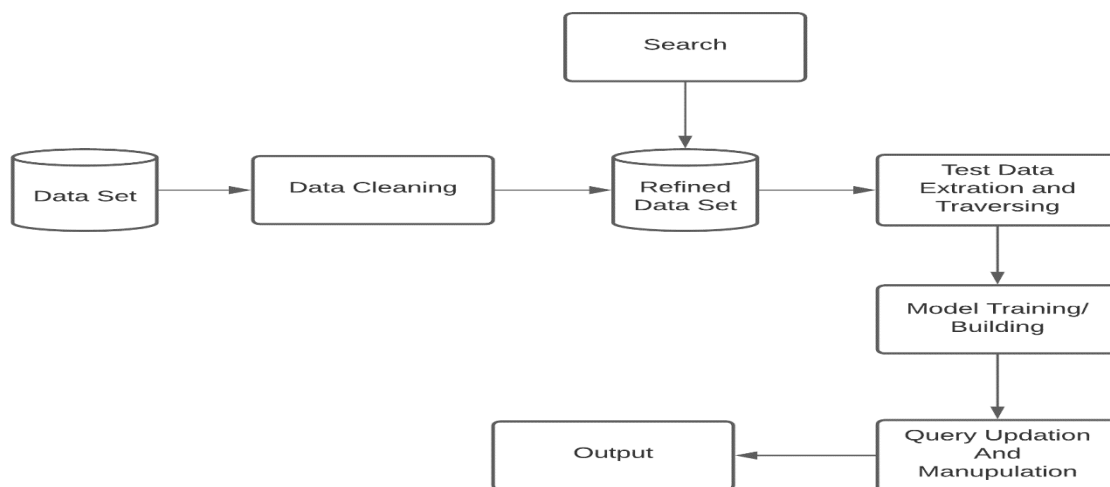 Search
Data Set
Data Cleaning
Refined
Data Set
Test Data
Extration and
Traversing
Model Training/
Building
Query Updation
And
Manupulation
Output